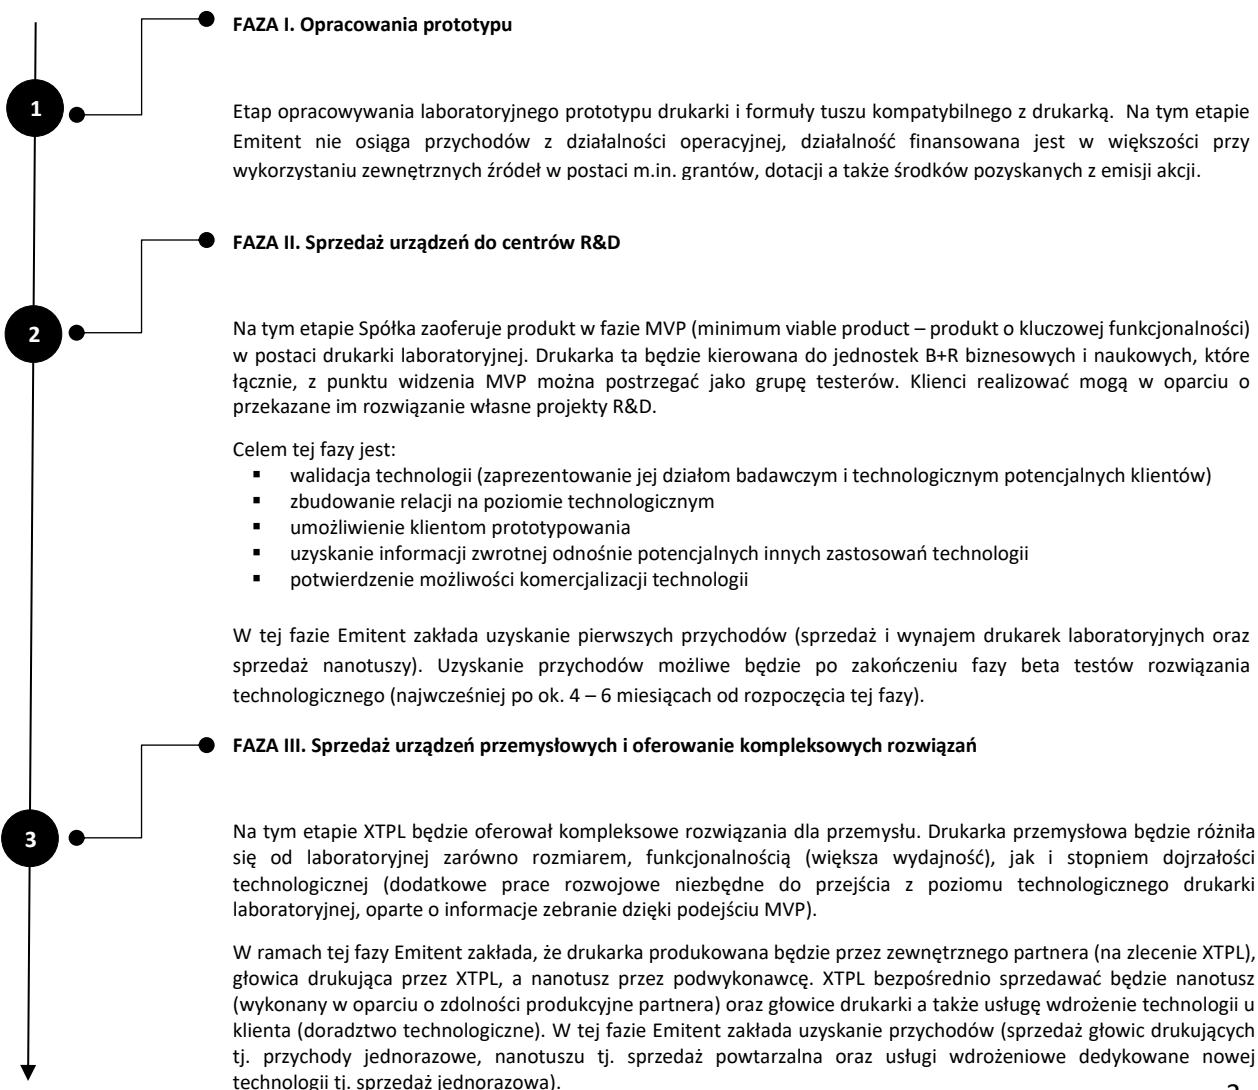 FAZA I. Opracowania prototypu
1
Etap opracowywania laboratoryjnego prototypu drukarki i formuły tuszu kompatybilnego z drukarką. Na tym etapie
Emitent nie osiąga przychodów z działalności operacyjnej, działalność finansowana jest w większości przy
wykorzystaniu zewnętrznych źródeł w postaci m.in. grantów, dotacji a także środków pozyskanych z emisji akcji.
FAZA II. Sprzedaż urządzeń do centrów R&D
2
Na tym etapie Spółka zaoferuje produkt w fazie MVP (minimum viable product – produkt o kluczowej funkcjonalności)
w postaci drukarki laboratoryjnej. Drukarka ta będzie kierowana do jednostek B+R biznesowych i naukowych, które
łącznie, z punktu widzenia MVP można postrzegać jako grupę testerów. Klienci realizować mogą w oparciu o
przekazane im rozwiązanie własne projekty R&D.
Celem tej fazy jest:
▪ walidacja technologii (zaprezentowanie jej działom badawczym i technologicznym potencjalnych klientów)
▪ zbudowanie relacji na poziomie technologicznym
▪ umożliwienie klientom prototypowania
▪ uzyskanie informacji zwrotnej odnośnie potencjalnych innych zastosowań technologii
▪ potwierdzenie możliwości komercjalizacji technologii
W tej fazie Emitent zakłada uzyskanie pierwszych przychodów (sprzedaż i wynajem drukarek laboratoryjnych oraz
sprzedaż nanotuszy). Uzyskanie przychodów możliwe będzie po zakończeniu fazy beta testów rozwiązania
technologicznego (najwcześniej po ok. 4 – 6 miesiącach od rozpoczęcia tej fazy).
FAZA III. Sprzedaż urządzeń przemysłowych i oferowanie kompleksowych rozwiązań
3
Na tym etapie XTPL będzie oferował kompleksowe rozwiązania dla przemysłu. Drukarka przemysłowa będzie różniła
się od laboratoryjnej zarówno rozmiarem, funkcjonalnością (większa wydajność), jak i stopniem dojrzałości
technologicznej (dodatkowe prace rozwojowe niezbędne do przejścia z poziomu technologicznego drukarki
laboratoryjnej, oparte o informacje zebranie dzięki podejściu MVP).
W ramach tej fazy Emitent zakłada, że drukarka produkowana będzie przez zewnętrznego partnera (na zlecenie XTPL),
głowica drukująca przez XTPL, a nanotusz przez podwykonawcę. XTPL bezpośrednio sprzedawać będzie nanotusz
(wykonany w oparciu o zdolności produkcyjne partnera) oraz głowice drukarki a także usługę wdrożenie technologii u
klienta (doradztwo technologiczne). W tej fazie Emitent zakłada uzyskanie przychodów (sprzedaż głowic drukujących
tj. przychody jednorazowe, nanotuszu tj. sprzedaż powtarzalna oraz usługi wdrożeniowe dedykowane nowej
technologii tj. sprzedaż jednorazowa).